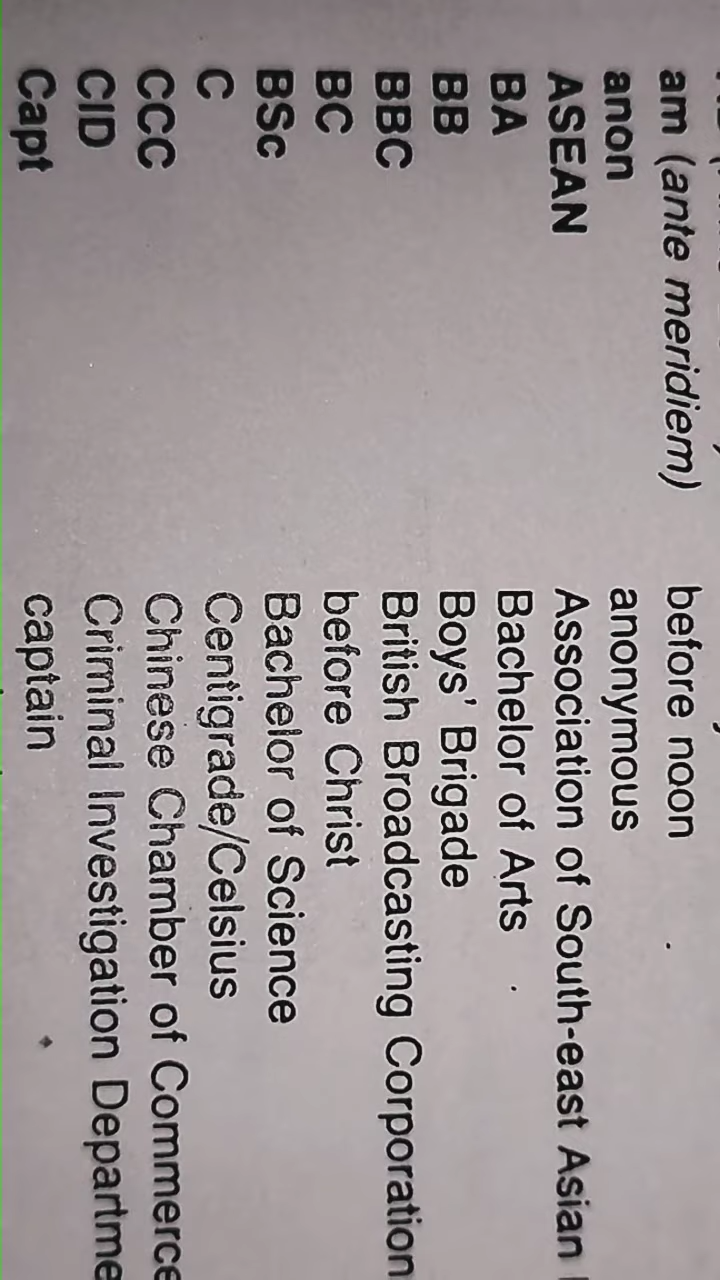 am (ante meridiem) before noon
anon anonymous
ASEAN Association of South-east Asian
BA Bachelor of Arts
BB Boys' Brigade
BBC British Broadcasting Corporation
BC before Christ
BSc Bachelor of Science
C Centigrade/Celsius
CCC Chinese Chamber of Commerce
CID Criminal Investigation Departme
Capt captain